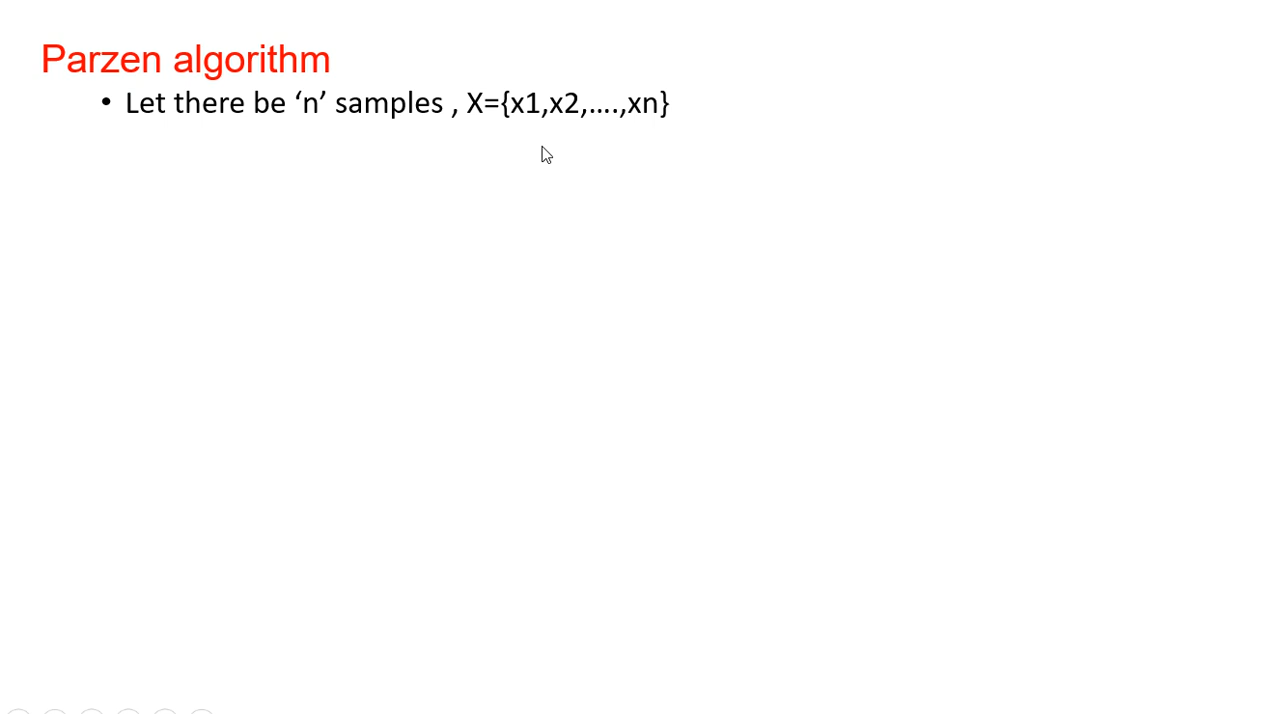 Parzen algorithm
• Let there be ‘n’ samples , X={x1,x2,….,xn}